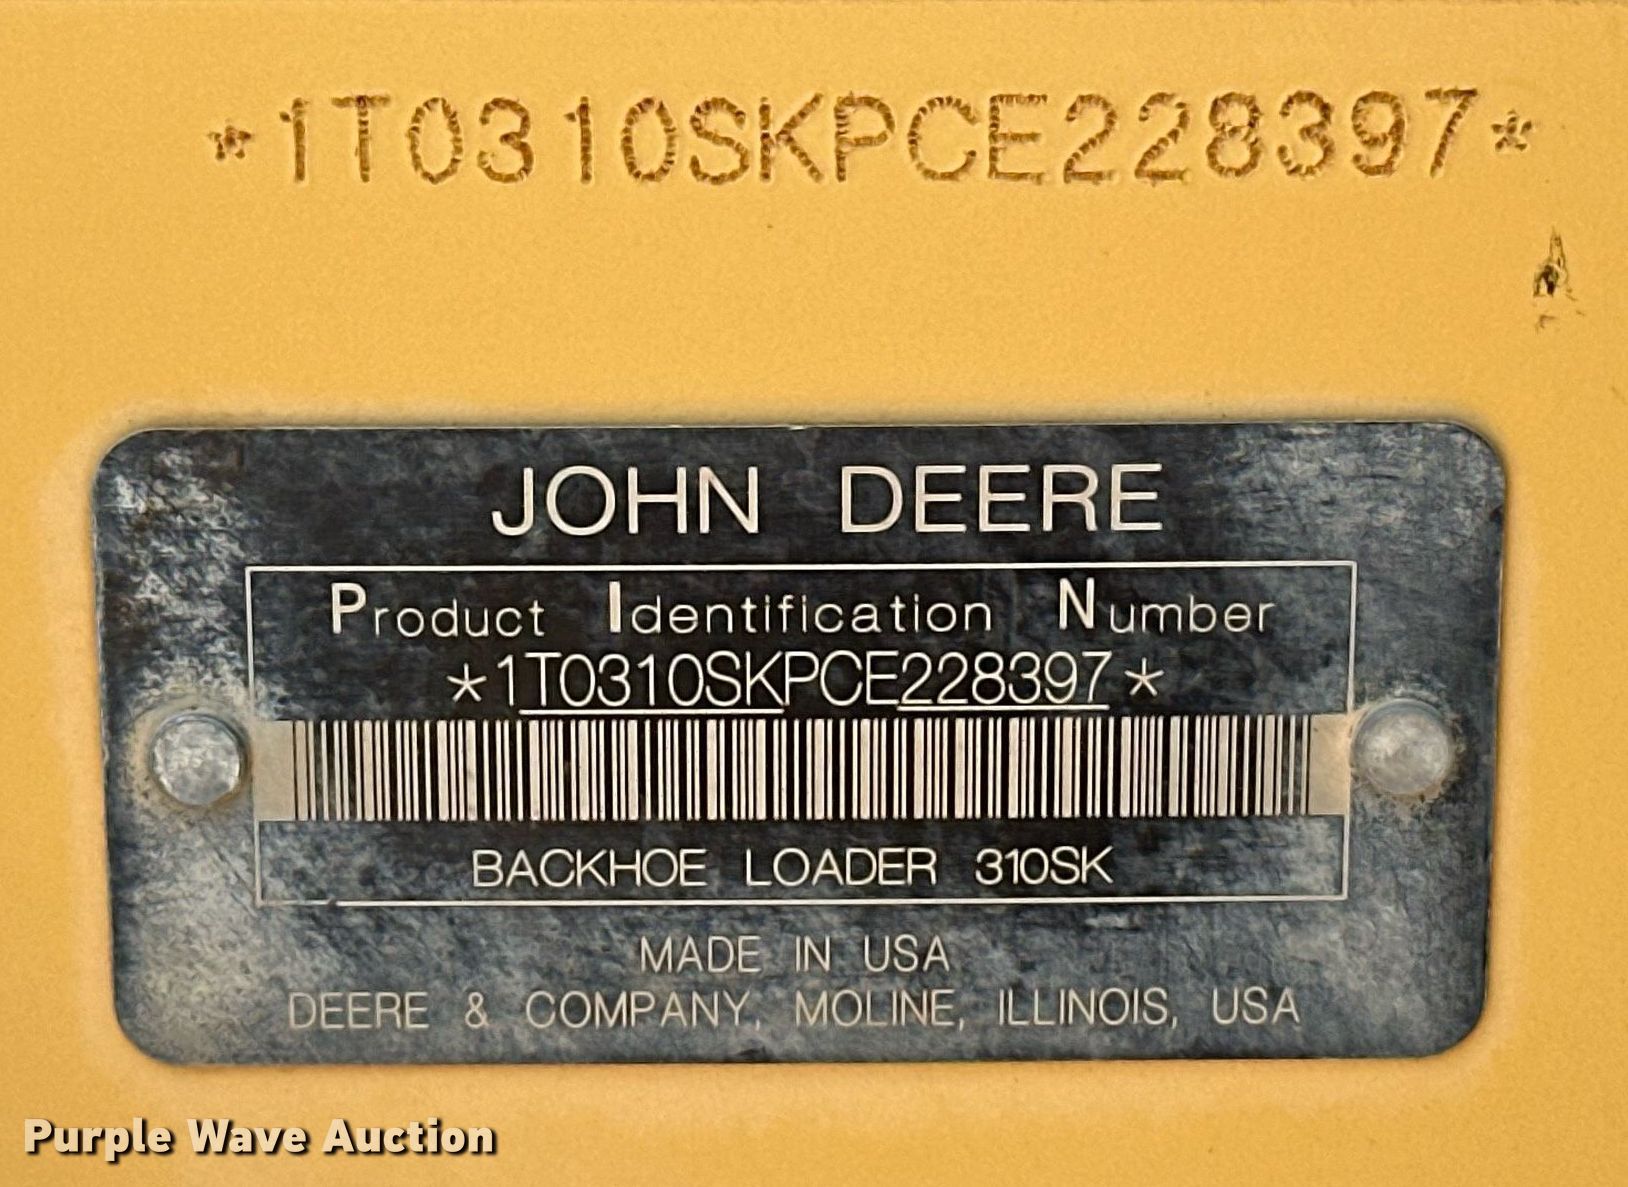 *1T0310SKPCE228397*
JOHN DEERE
Product Identification Number
*1T0310SKPCE228397*
BACKHOE LOADER 310SK
MADE IN USA
DEERE & COMPANY, MOLINE, ILLINOIS, USA
Purple Wave Auction